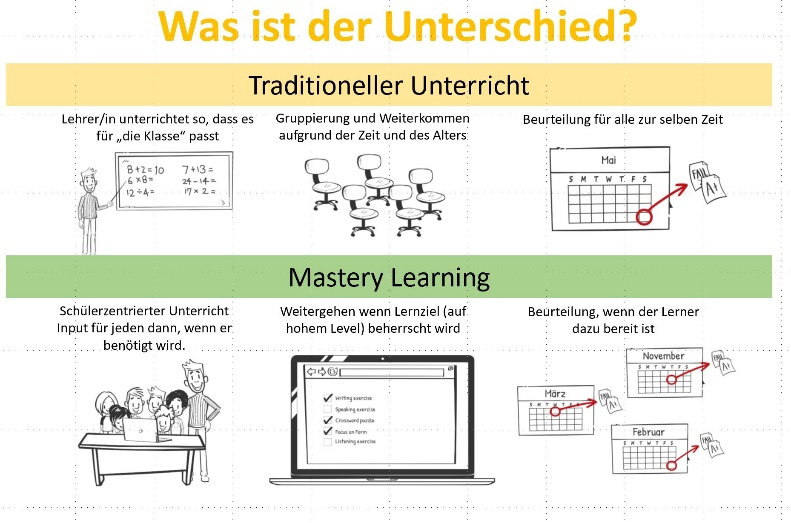 Was ist der Unterschied?
Traditioneller Unterricht
Lehrer/in unterrichtet so, dass es
für „die Klasse“ passt
Gruppierung und Weiterkommen
aufgrund der Zeit und des Alters
Beurteilung für alle zur selben Zeit
8+2=10 7+13=
6×8= 24-14=
12÷4= 17×2=
Mai
S M T W T F S
FAIL
A+
Mastery Learning
Schülerzentrierter Unterricht
Input für jeden dann, wenn er
benötigt wird.
Weitergehen wenn Lernziel (auf
hohem Level) beherrscht wird
Beurteilung, wenn der Lerner
dazu bereit ist
Writing exercise
Speaking exercise
Crossword puzzle
Focus on Form
Listening exercise
November
S M T W T F S
FAIL
A+
März
S M T W T F S
FAIL
A+
Februar
S M T W T F S
FAIL
A+